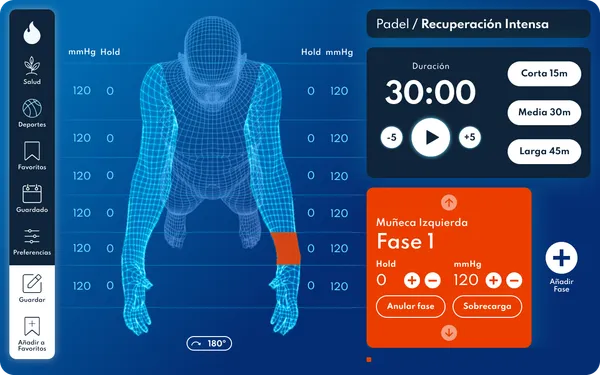 Salud
Deportes
Favoritos
Guardado
Preferencias
Guardar
Añadir a
Favoritos
mmHg Hold
Hold mmHg
120 0
0 120
120 0
0 120
120 0
0 120
120 0
0 120
120 0
0 120
120 0
0 120
180º
Padel / Recuperación Intensa
Duración
30:00
-5
+5
Corta 15m
Media 30m
Larga 45m
Muñeca Izquierda
Fase 1
Hold
mmHg
0
120
Anular fase
Sobrecarga
Añadir
Fase